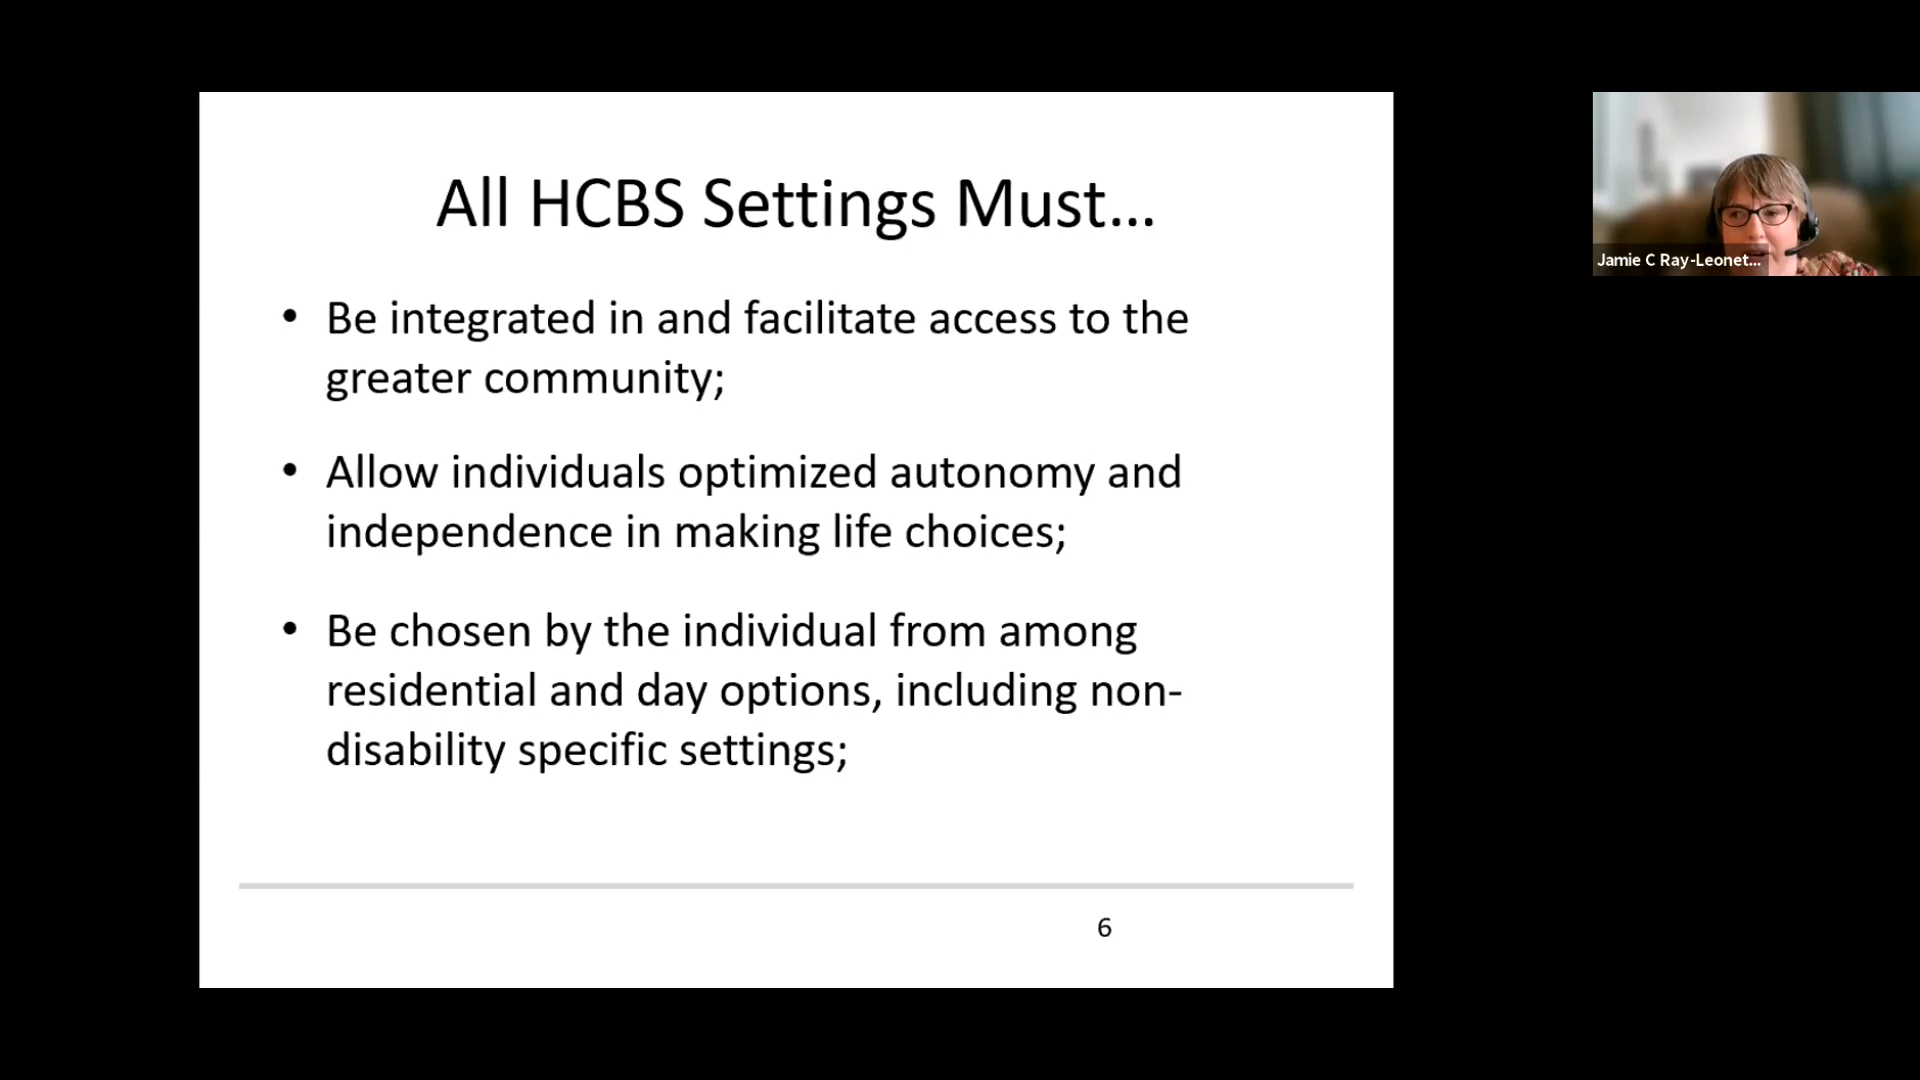 All HCBS Settings Must...
• Be integrated in and facilitate access to the
greater community;
• Allow individuals optimized autonomy and
independence in making life choices;
• Be chosen by the individual from among
residential and day options, including non-
disability specific settings;
6
Jamie C Ray-Leonet...